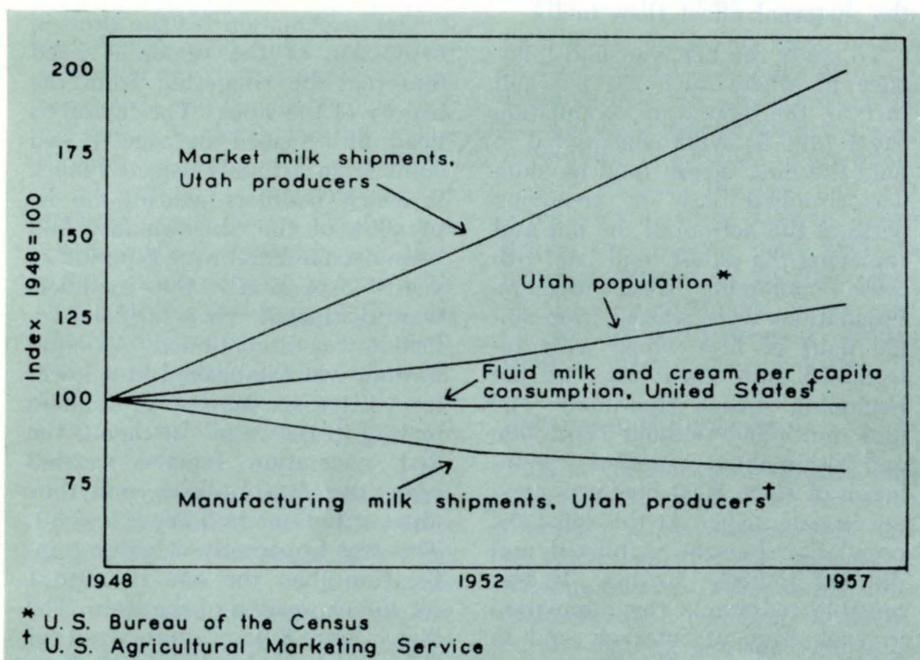 200
175
150
125
100
75
Index 1948 = 100
Market milk shipments,
Utah producers
Utah population*
Fluid milk and cream per capita
consumption, United States†
Manufacturing milk shipments, Utah producers†
1948
1952
1957
* U.S. Bureau of the Census
† U.S. Agricultural Marketing Service